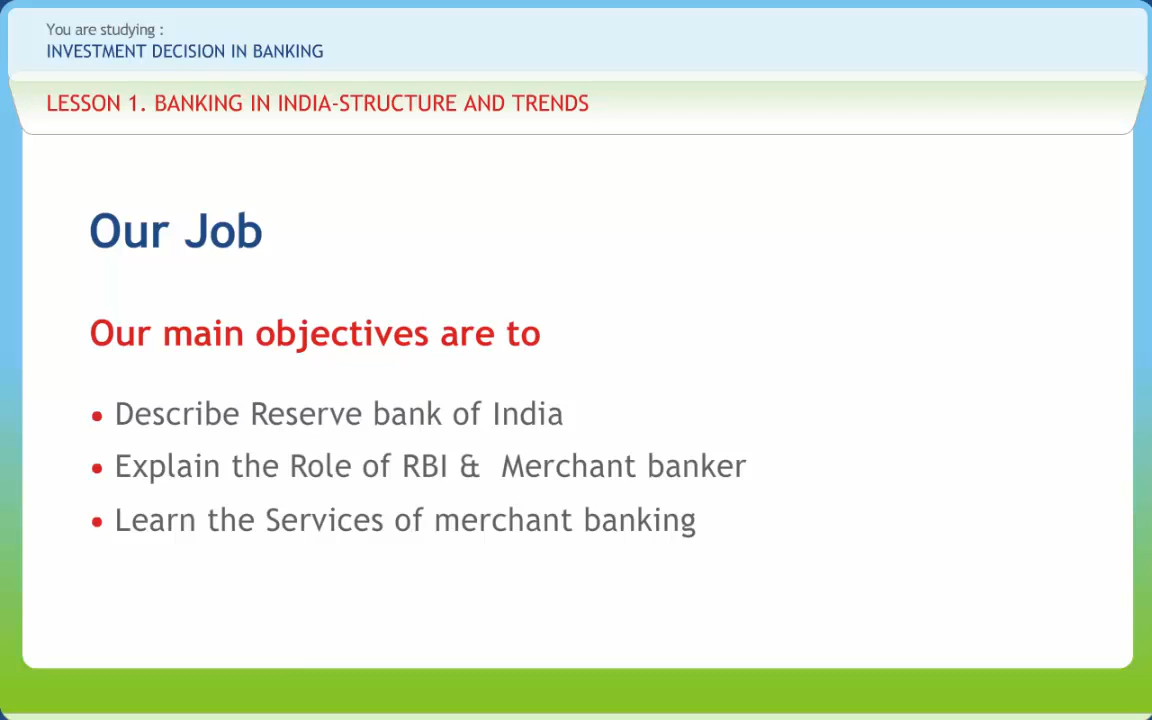 You are studying :
INVESTMENT DECISION IN BANKING
LESSON 1. BANKING IN INDIA-STRUCTURE AND TRENDS
Our Job
Our main objectives are to
• Describe Reserve bank of India
• Explain the Role of RBI & Merchant banker
• Learn the Services of merchant banking